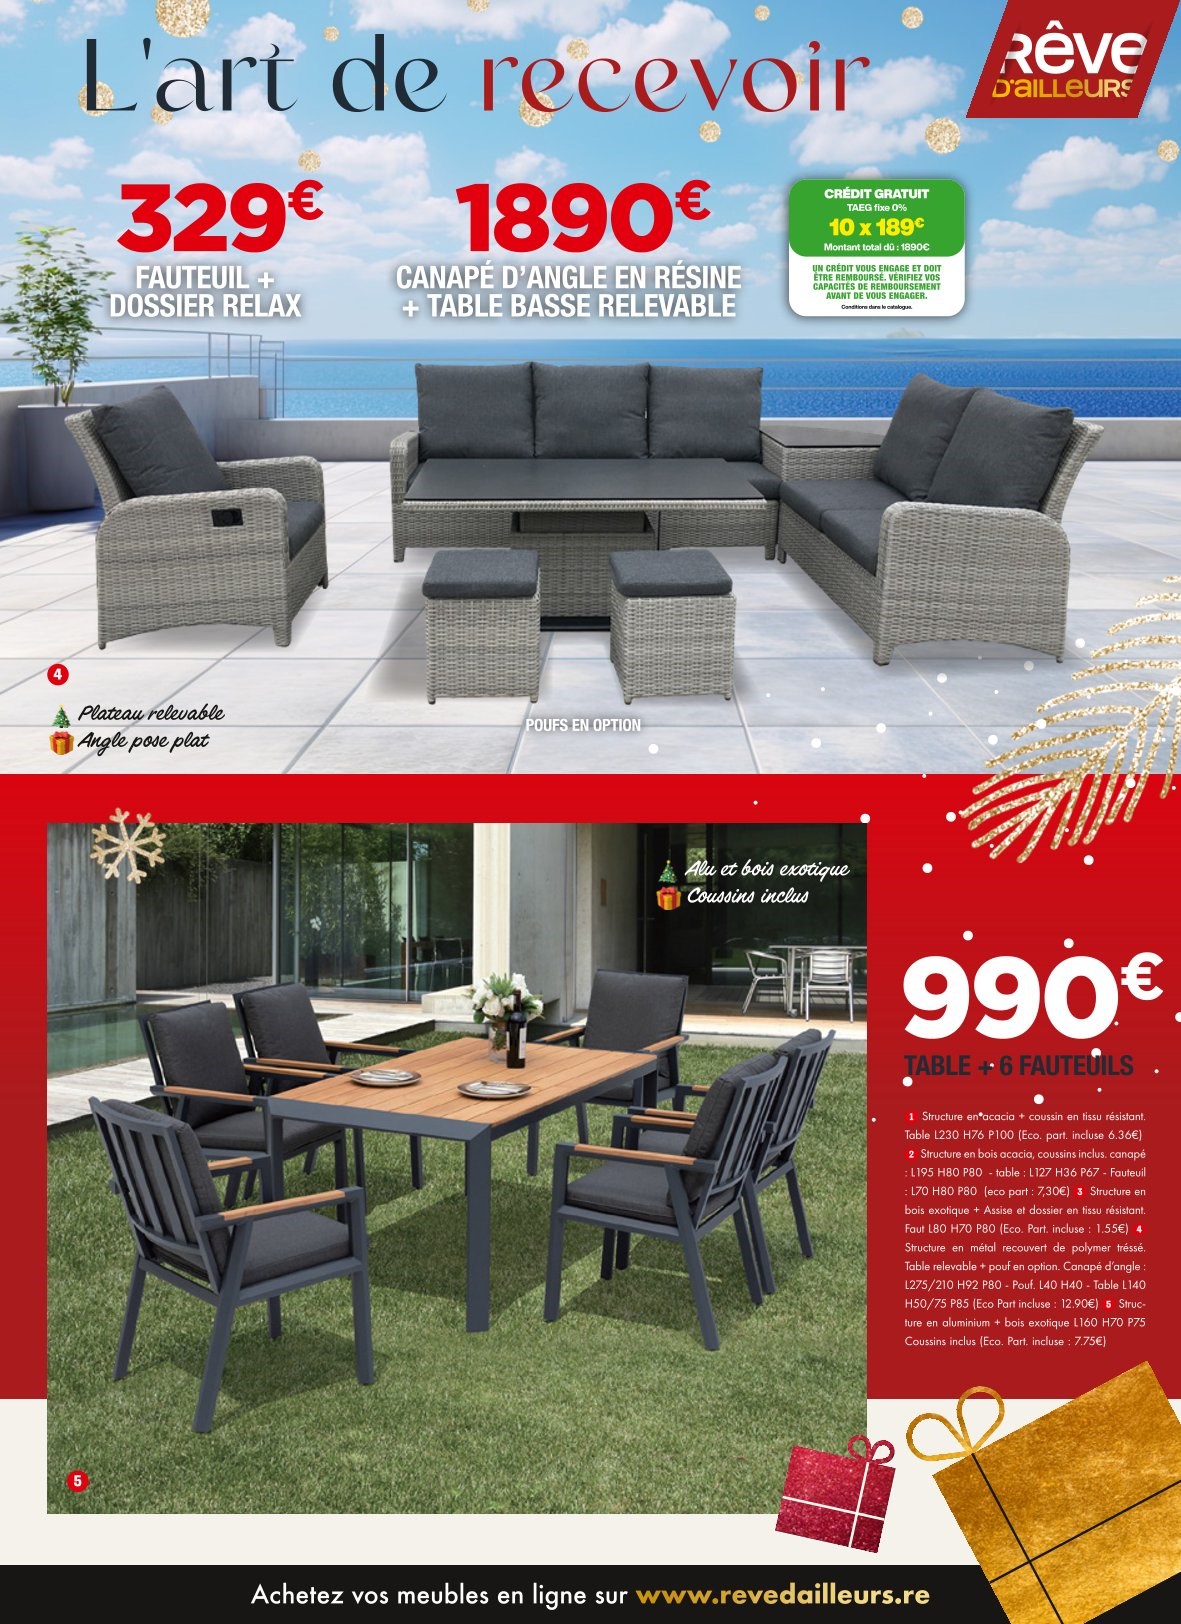 L'art de recevoir
RÊVE
D'AILLEURS
329€
FAUTEUIL +
DOSSIER RELAX
1890€
CANAPÉ D'ANGLE EN RÉSINE
+ TABLE BASSE RELEVABLE
CRÉDIT GRATUIT
TAEG fixe 0%
10 x 189€
Montant total dû : 1890€
UN CRÉDIT VOUS ENGAGE ET DOIT
ÊTRE REMBOURSÉ. VÉRIFIEZ VOS
CAPACITÉS DE REMBOURSEMENT
AVANT DE VOUS ENGAGER.
Conditions dans le catalogue.
4
Plateau relevable
Angle pose plat
POUFS EN OPTION
Alu et bois exotique
Coussins inclus
990€
TABLE + 6 FAUTEUILS
1 Structure en acacia + coussin en tissu résistant.
Table L230 H76 P100 (Eco. part. incluse 6.36€)
2 Structure en bois acacia, coussins inclus. canapé
: L195 H80 P80 - table : L127 H36 P67 - Fauteuil
: L70 H80 P80 (eco part : 7,30€) 3 Structure en
bois exotique + Assise et dossier en tissu résistant.
Faut L80 H70 P80 (Eco. Part. incluse : 1.55€) 4
Structure en métal recouvert de polymer tréssé.
Table relevable + pouf en option. Canapé d'angle :
L275/210 H92 P80 - Pouf. L40 H40 - Table L140
H50/75 P85 (Eco Part incluse : 12.90€) 5 Struc-
ture en aluminium + bois exotique L160 H70 P75
Coussins inclus (Eco. Part. incluse : 7.75€)
5
Achetez vos meubles en ligne sur www.revedailleurs.re